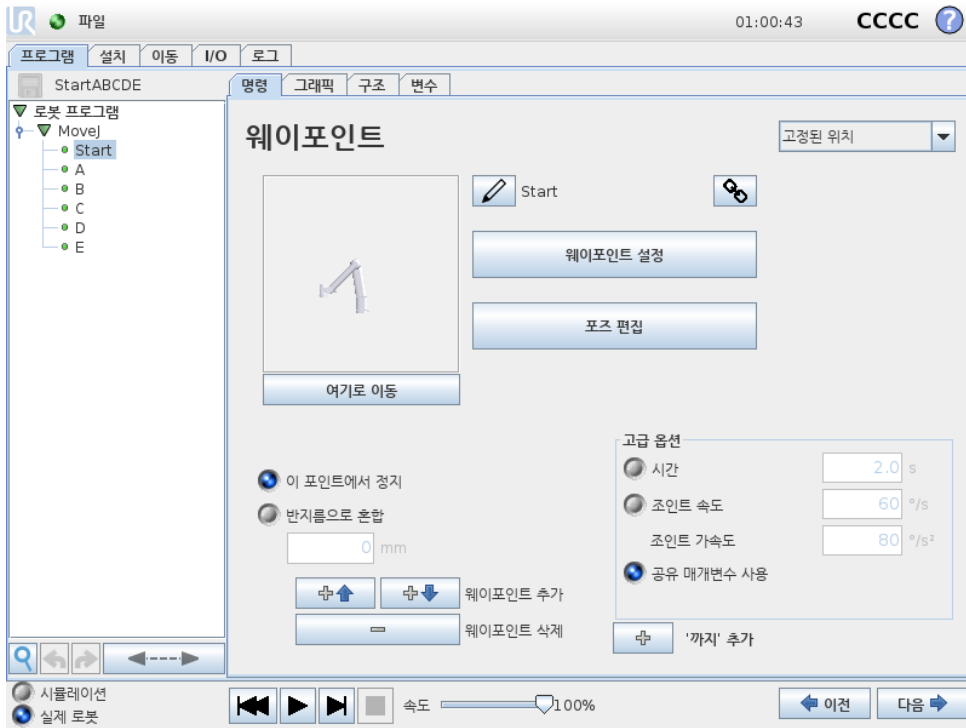 UR 파일 01:00:43 CCCC ?
프로그램 설치 이동 I/O 로그
StartABCDE
명령 그래픽 구조 변수
로봇 프로그램
MoveJ
Start
A
B
C
D
E
웨이포인트
고정된 위치
Start
웨이포인트 설정
포즈 편집
여기로 이동
이 포인트에서 정지
반지름으로 혼합
0 mm
웨이포인트 추가
웨이포인트 삭제
고급 옵션
시간 2.0 s
조인트 속도 60 °/s
조인트 가속도 80 °/s²
공유 매개변수 사용
'까지' 추가
시뮬레이션
실제 로봇
속도 100%
이전
다음